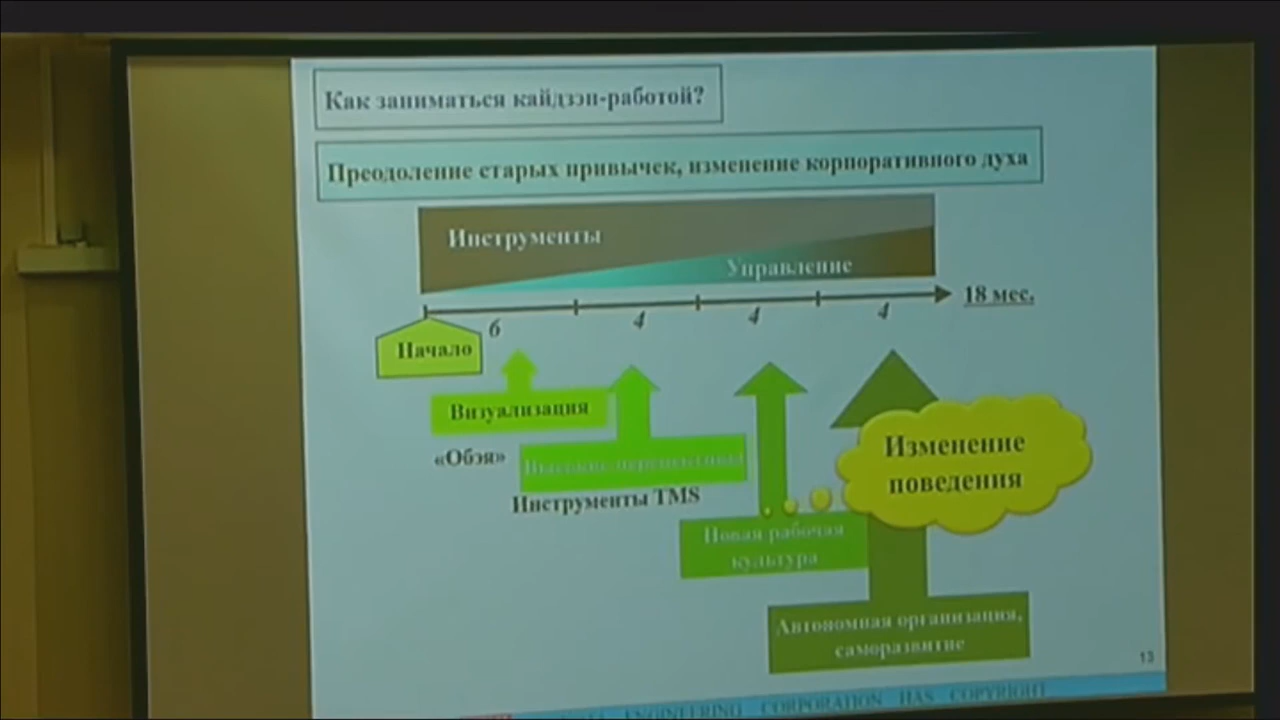 Как заниматься кайдзэн-работой?
Преодоление старых привычек, изменение корпоративного духа
Инструменты
Управление
18 мес.
6
4
4
4
Начало
Визуализация
«Обэя»
Инструменты TMS
Изменение
поведения
Новая рабочая
культура
Автономная организация,
саморазвитие
13
ENGINEERING CORPORATION HAS COPYRIGHT